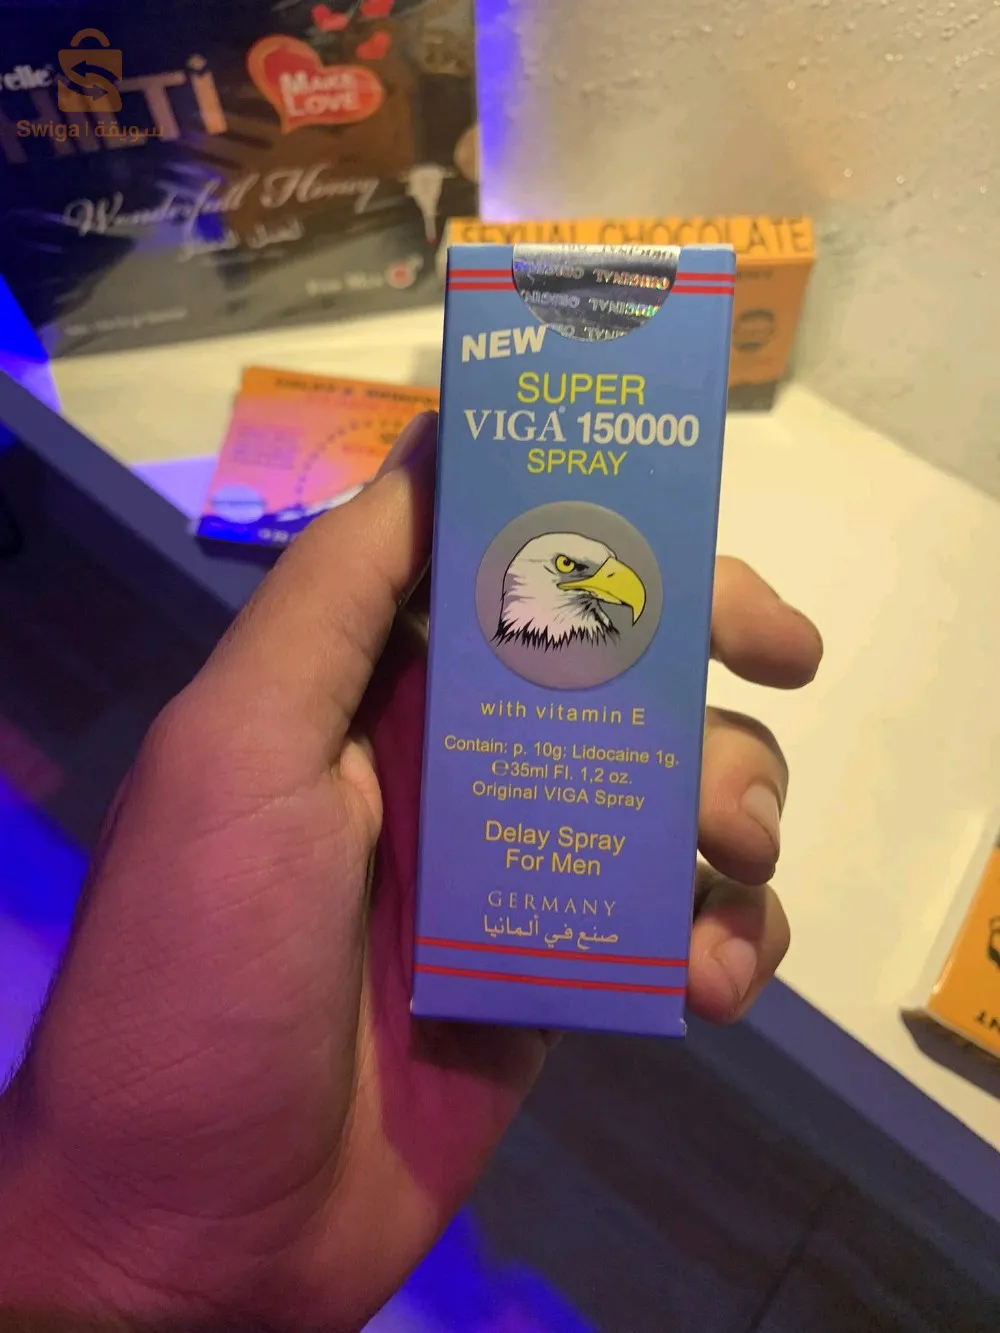 Swiga | سويقة
MAKE
LOVE
Wonderfull Honey
SEXUAL CHOCOLATE
ORIGINAL
NEW
SUPER
VIGA® 150000
SPRAY
with vitamin E
Contain: p. 10g: Lidocaine 1g.
℮35ml Fl. 1,2 oz.
Original VIGA Spray
Delay Spray
For Men
GERMANY
صنع في ألمانيا